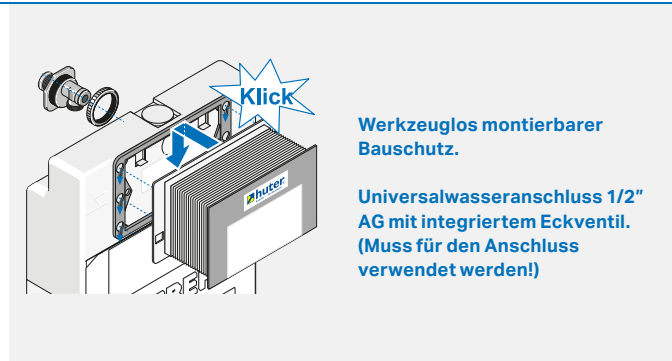 Klick
huter
Werkzeuglos montierbarer
Bauschutz.
Universalwasseranschluss 1/2"
AG mit integriertem Eckventil.
(Muss für den Anschluss
verwendet werden!)